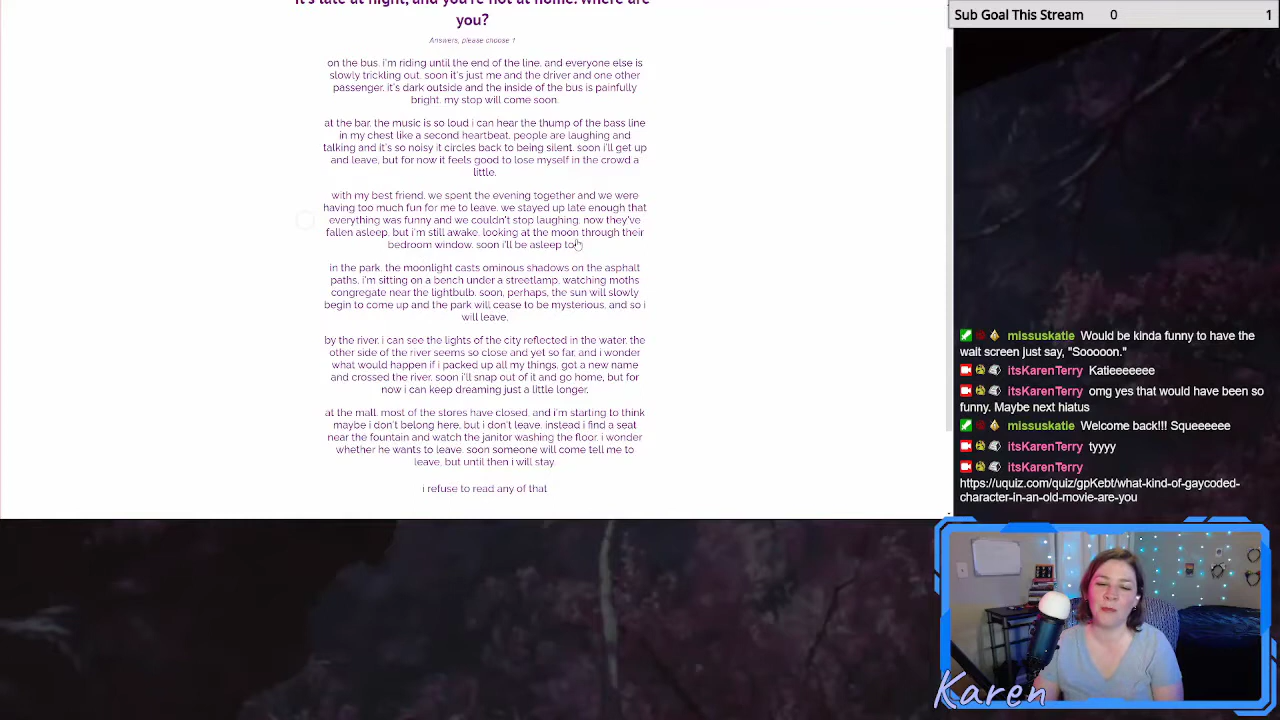 it's late at night, and you're not at home. where are
you?
Answers, please choose 1
on the bus. i'm riding until the end of the line, and everyone else is
slowly trickling out. soon it's just me and the driver and one other
passenger. it's dark outside and the inside of the bus is painfully
bright. my stop will come soon.
at the bar. the music is so loud i can hear the thump of the bass line
in my chest like a second heartbeat. people are laughing and
talking and it's so noisy it circles back to being silent. soon i'll get up
and leave, but for now it feels good to lose myself in the crowd a
little.
with my best friend. we spent the evening together and we were
having too much fun for me to leave. we stayed up late enough that
everything was funny and we couldn't stop laughing. now they've
fallen asleep, but i'm still awake, looking at the moon through their
bedroom window. soon i'll be asleep too.
in the park. the moonlight casts ominous shadows on the asphalt
paths. i'm sitting on a bench under a streetlamp, watching moths
congregate near the lightbulb. soon, perhaps, the sun will slowly
begin to come up and the park will cease to be mysterious, and so i
will leave.
by the river. i can see the lights of the city reflected in the water. the
other side of the river seems so close and yet so far, and i wonder
what would happen if i packed up all my things, got a new name
and crossed the river. soon i'll snap out of it and go home, but for
now i can keep dreaming just a little longer.
at the mall. most of the stores have closed, and i'm starting to think
maybe i don't belong here, but i don't leave. instead i find a seat
near the fountain and watch the janitor washing the floor. i wonder
whether he wants to leave. soon someone will come tell me to
leave, but until then i will stay.
i refuse to read any of that
Sub Goal This Stream 0 1
missuskatie Would be kinda funny to have the
wait screen just say, "Sooooon."
itsKarenTerry Katieeeeeee
itsKarenTerry omg yes that would have been so
funny. Maybe next hiatus
missuskatie Welcome back!!! Squeeeeee
itsKarenTerry tyyyy
itsKarenTerry
https://uquiz.com/quiz/gpKebt/what-kind-of-gaycoded-
character-in-an-old-movie-are-you
Karen